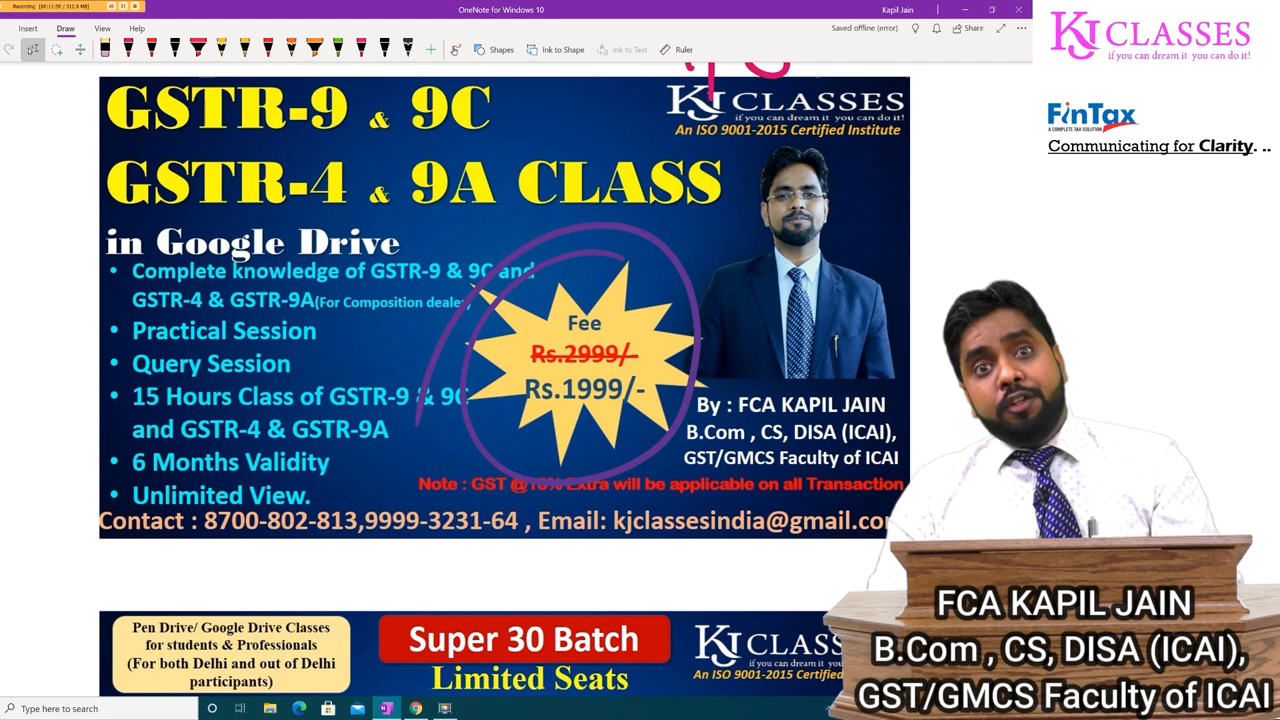 Recording [00:11:50 / 312.9 MB]
OneNote for Windows 10
Kapil Jain
Insert
Draw
View
Help
Saved offline (error)
Share
Shapes
Ink to Shape
Ink to Text
Ruler
KJ CLASSES
if you can dream it you can do it!
FinTax
A COMPLETE TAX SOLUTION
Communicating for Clarity. ..
GSTR-9 & 9C
GSTR-4 & 9A CLASS
in Google Drive
KJ CLASSES
if you can dream it you can do it!
An ISO 9001-2015 Certified Institute
• Complete knowledge of GSTR-9 & 9C and
GSTR-4 & GSTR-9A(For Composition dealer)
• Practical Session
• Query Session
• 15 Hours Class of GSTR-9 & 9C
and GSTR-4 & GSTR-9A
• 6 Months Validity
• Unlimited View.
Fee
Rs.2999/-
Rs.1999/-
By : FCA KAPIL JAIN
B.Com , CS, DISA (ICAI),
GST/GMCS Faculty of ICAI
Note : GST @18% Extra will be applicable on all Transaction
Contact : 8700-802-813,9999-3231-64 , Email: kjclassesindia@gmail.co
Pen Drive/ Google Drive Classes
for students & Professionals
(For both Delhi and out of Delhi
participants)
Super 30 Batch
Limited Seats
KJ CLASS
if you can dream it you can do
An ISO 9001-2015 Certified
FCA KAPIL JAIN
B.Com , CS, DISA (ICAI),
GST/GMCS Faculty of ICAI
Type here to search